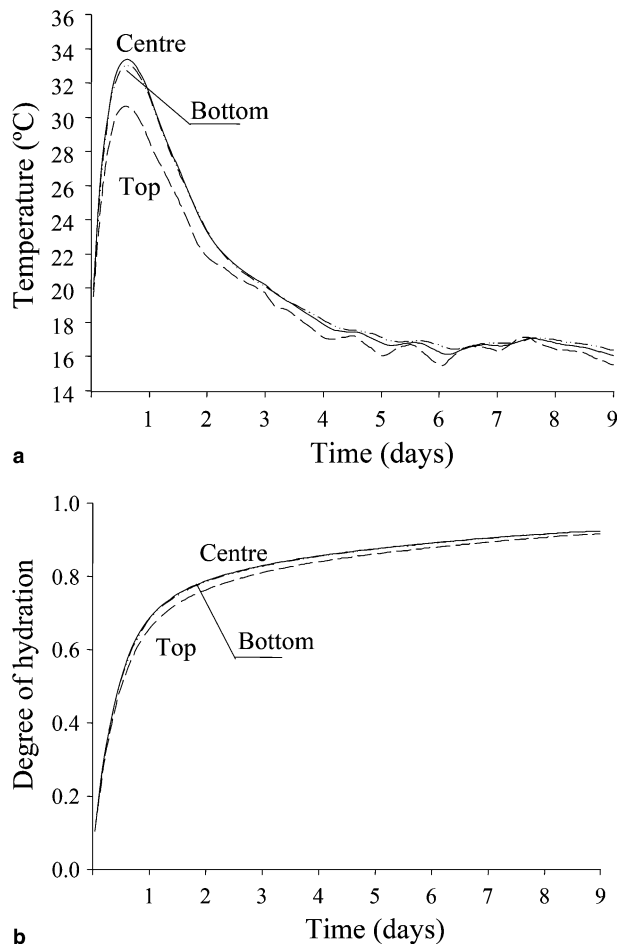 36
34
32
30
28
26
24
22
20
18
16
14
Temperature (ºC)
Centre
Bottom
Top
1 2 3 4 5 6 7 8 9
Time (days)
a
1.0
0.8
0.6
0.4
0.2
0.0
Degree of hydration
Centre
Top
Bottom
1 2 3 4 5 6 7 8 9
Time (days)
b